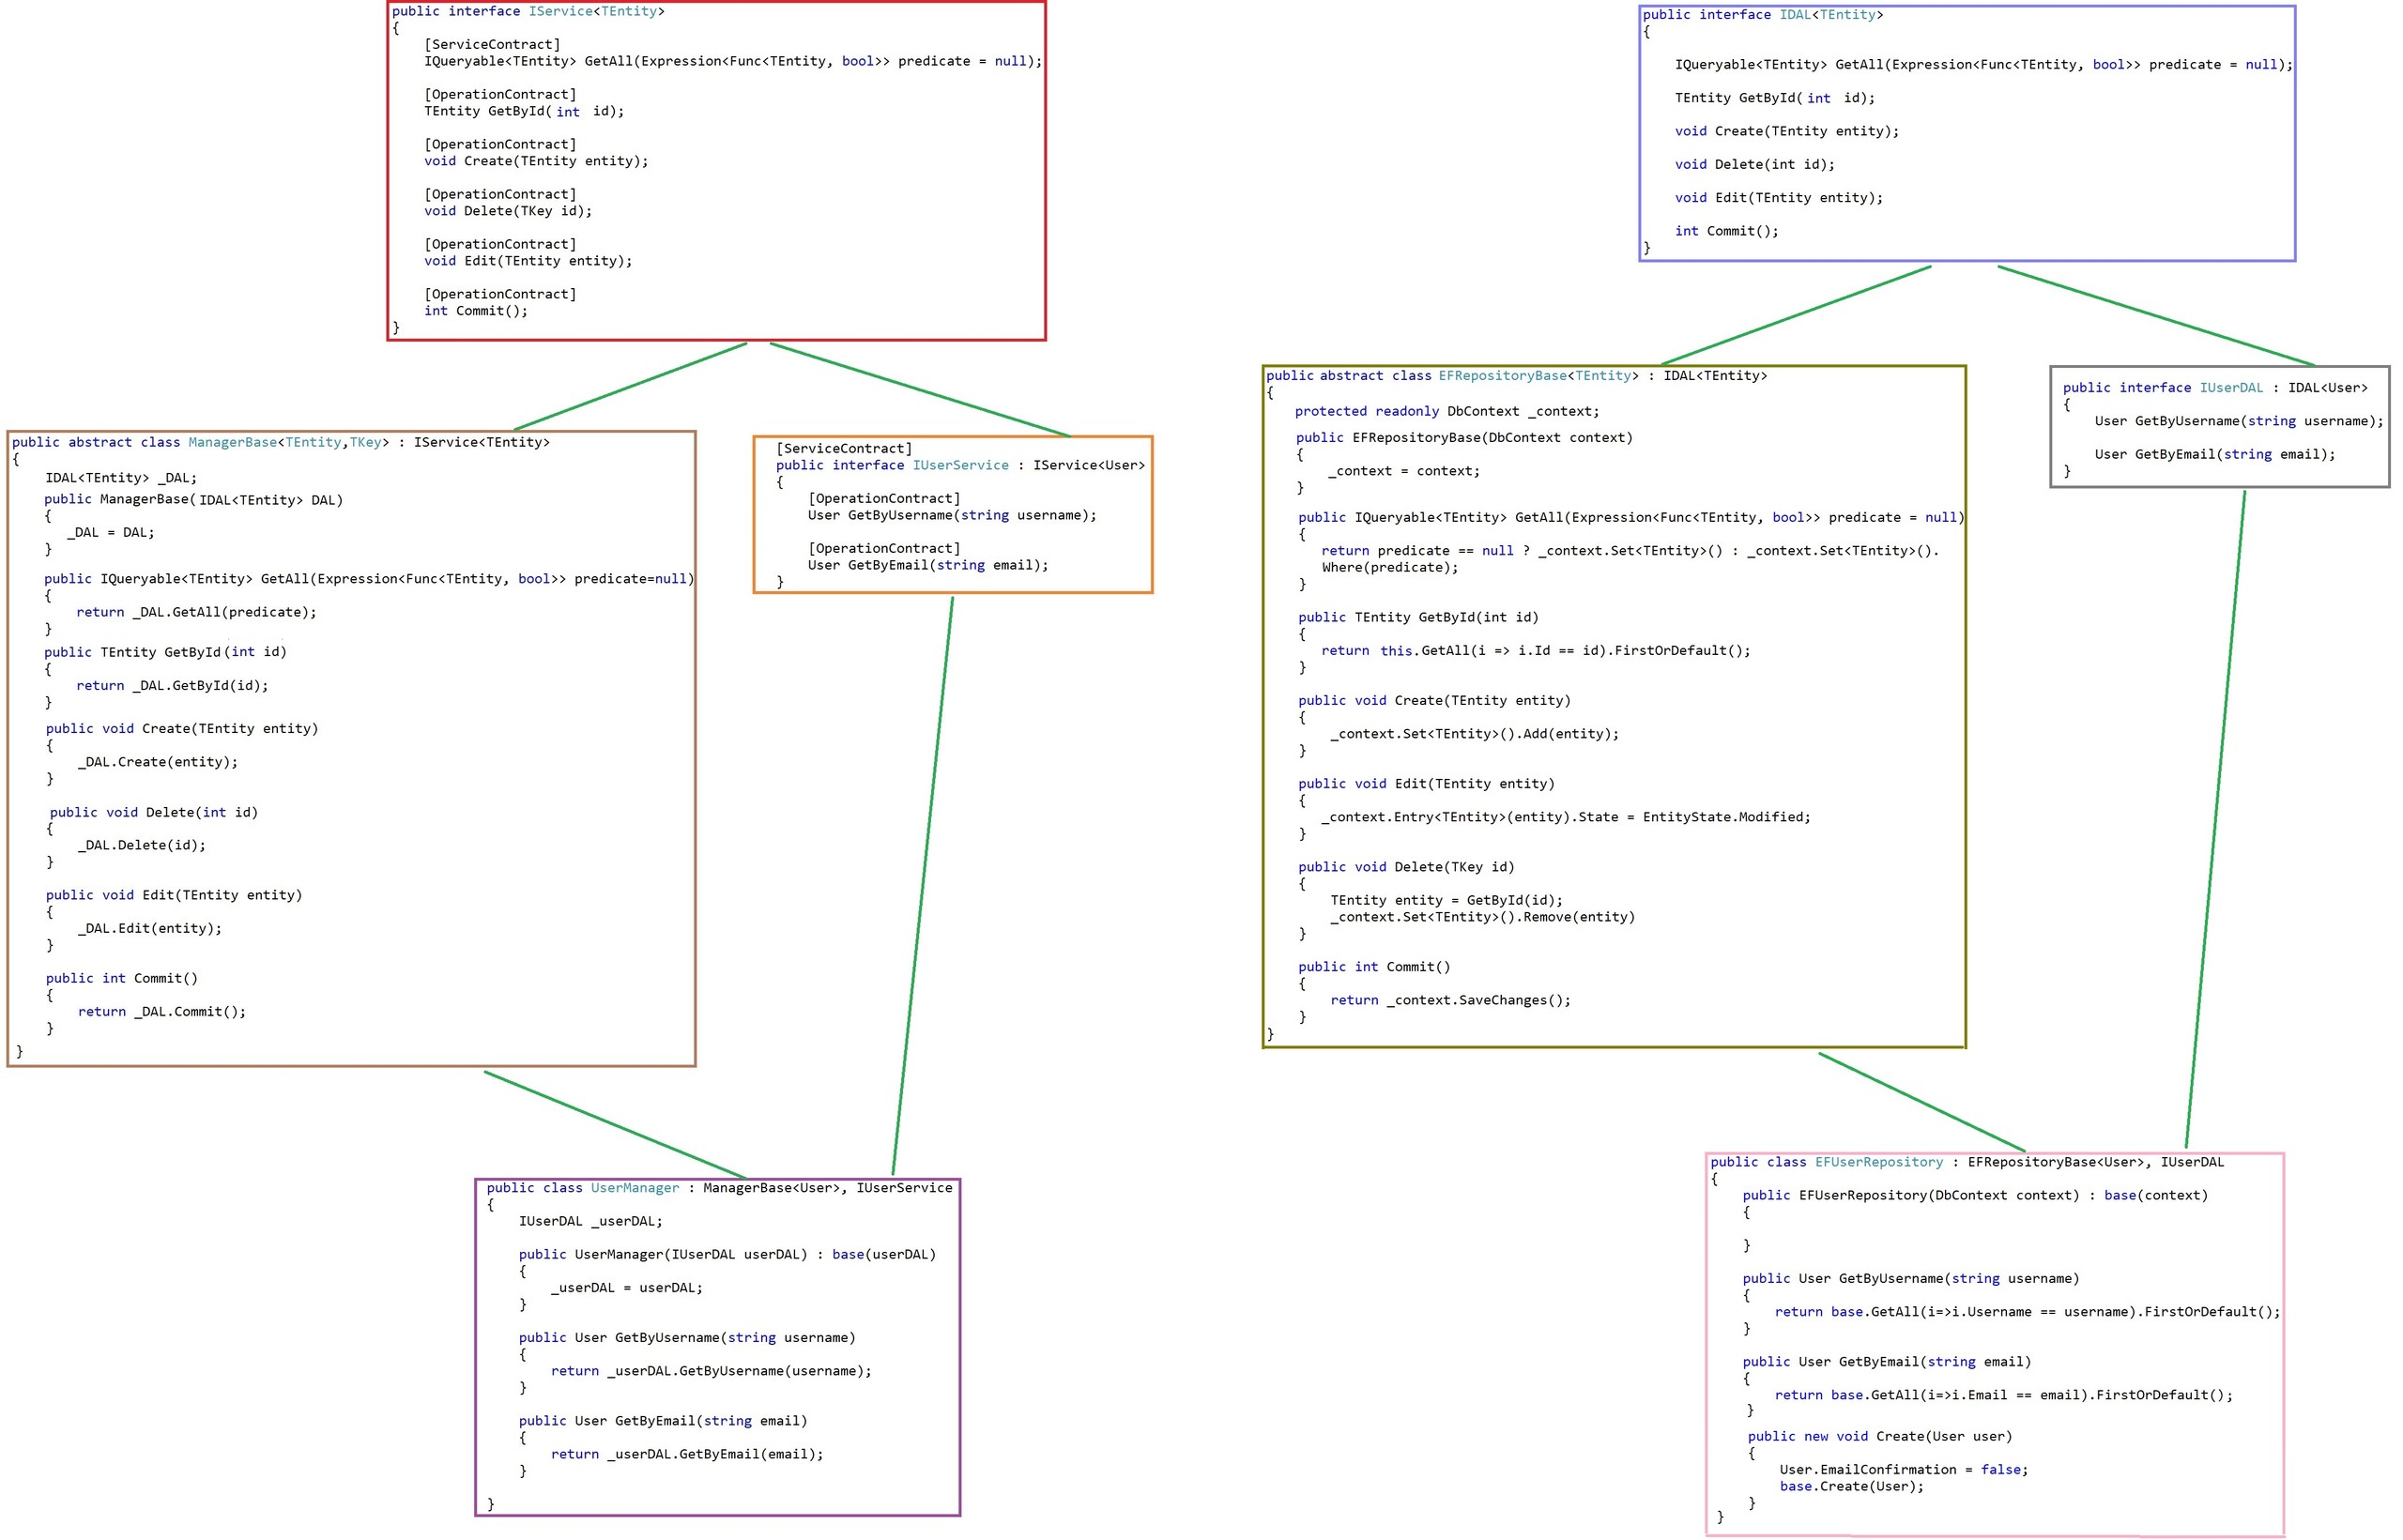 public interface IService<TEntity>
{
[ServiceContract]
IQueryable<TEntity> GetAll(Expression<Func<TEntity, bool>> predicate = null);
[OperationContract]
TEntity GetById( int id);
[OperationContract]
void Create(TEntity entity);
[OperationContract]
void Delete(TKey id);
[OperationContract]
void Edit(TEntity entity);
[OperationContract]
int Commit();
}
public abstract class ManagerBase<TEntity,TKey> : IService<TEntity>
{
IDAL<TEntity> _DAL;
public ManagerBase(IDAL<TEntity> DAL)
{
_DAL = DAL;
}
public IQueryable<TEntity> GetAll(Expression<Func<TEntity, bool>> predicate=null)
{
return _DAL.GetAll(predicate);
}
public TEntity GetById(int id)
{
return _DAL.GetById(id);
}
public void Create(TEntity entity)
{
_DAL.Create(entity);
}
public void Delete(int id)
{
_DAL.Delete(id);
}
public void Edit(TEntity entity)
{
_DAL.Edit(entity);
}
public int Commit()
{
return _DAL.Commit();
}
}
[ServiceContract]
public interface IUserService : IService<User>
{
[OperationContract]
User GetByUsername(string username);
[OperationContract]
User GetByEmail(string email);
}
public class UserManager : ManagerBase<User>, IUserService
{
IUserDAL _userDAL;
public UserManager(IUserDAL userDAL) : base(userDAL)
{
_userDAL = userDAL;
}
public User GetByUsername(string username)
{
return _userDAL.GetByUsername(username);
}
public User GetByEmail(string email)
{
return _userDAL.GetByEmail(email);
}
}
public interface IDAL<TEntity>
{
IQueryable<TEntity> GetAll(Expression<Func<TEntity, bool>> predicate = null);
TEntity GetById( int id);
void Create(TEntity entity);
void Delete(int id);
void Edit(TEntity entity);
int Commit();
}
public abstract class EFRepositoryBase<TEntity> : IDAL<TEntity>
{
protected readonly DbContext _context;
public EFRepositoryBase(DbContext context)
{
_context = context;
}
public IQueryable<TEntity> GetAll(Expression<Func<TEntity, bool>> predicate = null)
{
return predicate == null ? _context.Set<TEntity>() : _context.Set<TEntity>().
Where(predicate);
}
public TEntity GetById(int id)
{
return this.GetAll(i => i.Id == id).FirstOrDefault();
}
public void Create(TEntity entity)
{
_context.Set<TEntity>().Add(entity);
}
public void Edit(TEntity entity)
{
_context.Entry<TEntity>(entity).State = EntityState.Modified;
}
public void Delete(TKey id)
{
TEntity entity = GetById(id);
_context.Set<TEntity>().Remove(entity)
}
public int Commit()
{
return _context.SaveChanges();
}
}
public interface IUserDAL : IDAL<User>
{
User GetByUsername(string username);
User GetByEmail(string email);
}
public class EFUserRepository : EFRepositoryBase<User>, IUserDAL
{
public EFUserRepository(DbContext context) : base(context)
{
}
public User GetByUsername(string username)
{
return base.GetAll(i=>i.Username == username).FirstOrDefault();
}
public User GetByEmail(string email)
{
return base.GetAll(i=>i.Email == email).FirstOrDefault();
}
public new void Create(User user)
{
User.EmailConfirmation = false;
base.Create(User);
}
}